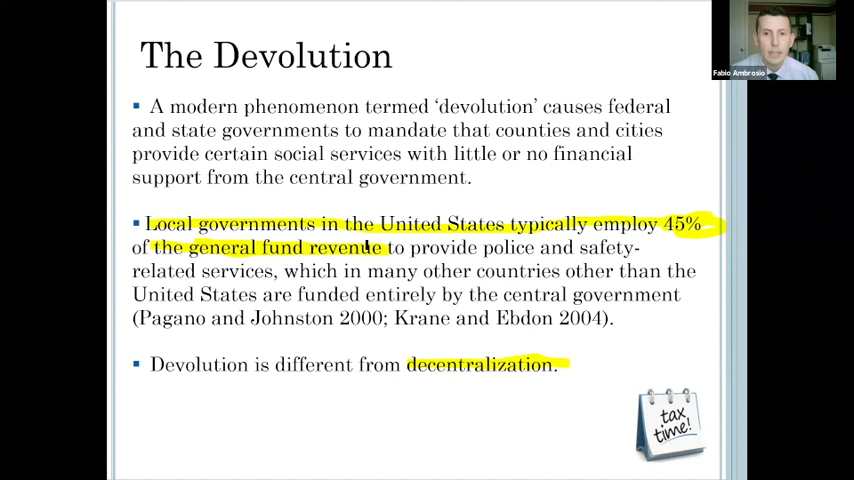 The Devolution
Fabio Ambrosio
▪ A modern phenomenon termed ‘devolution’ causes federal
and state governments to mandate that counties and cities
provide certain social services with little or no financial
support from the central government.
▪ Local governments in the United States typically employ 45%
of the general fund revenue to provide police and safety-
related services, which in many other countries other than the
United States are funded entirely by the central government
(Pagano and Johnston 2000; Krane and Ebdon 2004).
▪ Devolution is different from decentralization.
tax
time!